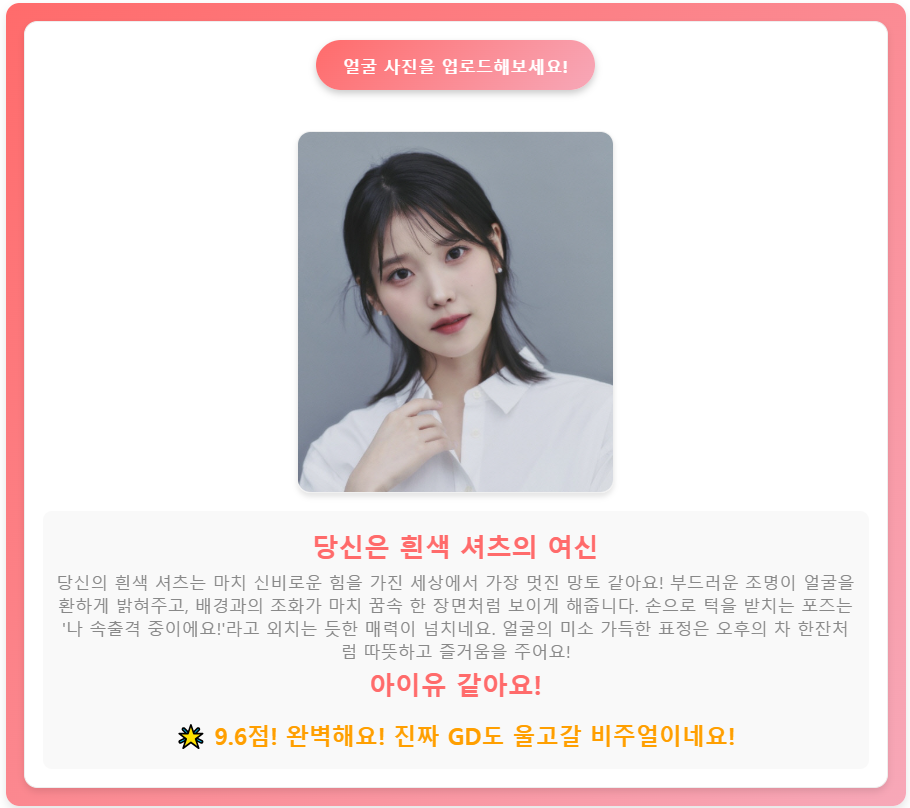 얼굴 사진을 업로드해보세요!
당신은 흰색 셔츠의 여신
당신의 흰색 셔츠는 마치 신비로운 힘을 가진 세상에서 가장 멋진 망토 같아요! 부드러운 조명이 얼굴을
환하게 밝혀주고, 배경과의 조화가 마치 꿈속 한 장면처럼 보이게 해줍니다. 손으로 턱을 받치는 포즈는
'나 속출격 중이에요!'라고 외치는 듯한 매력이 넘치네요. 얼굴의 미소 가득한 표정은 오후의 차 한잔처
럼 따뜻하고 즐거움을 주어요!
아이유 같아요!
🌟 9.6점! 완벽해요! 진짜 GD도 울고갈 비주얼이네요!